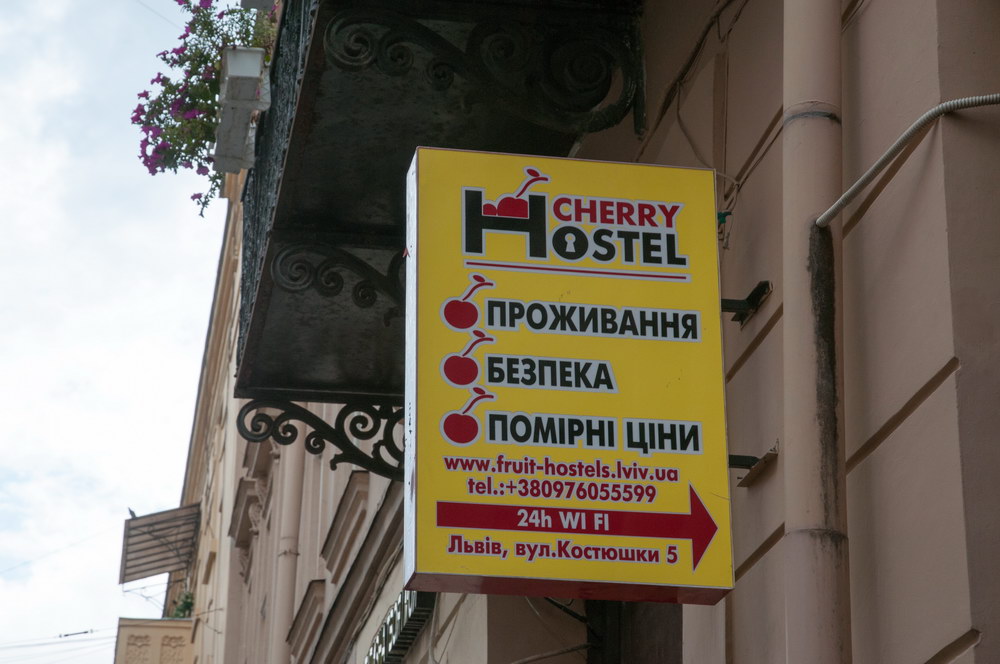 CHERRY
HOSTEL
ПРОЖИВАННЯ
БЕЗПЕКА
ПОМІРНІ ЦІНИ
www.fruit-hostels.lviv.ua
tel.:+380976055599
24h WI FI
Львів, вул.Костюшки 5